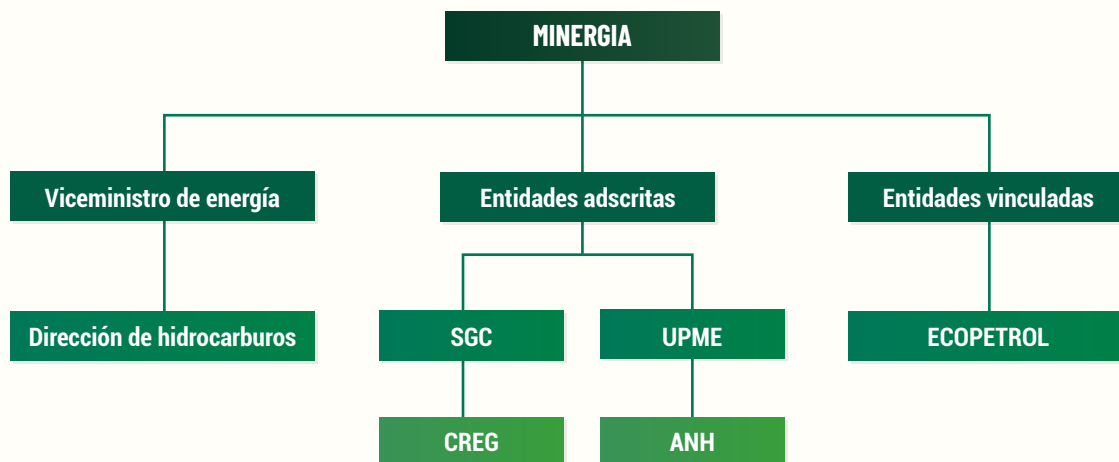 MINERGIA
Viceministro de energía
Entidades adscritas
Entidades vinculadas
Dirección de hidrocarburos
SGC
UPME
ECOPETROL
CREG
ANH